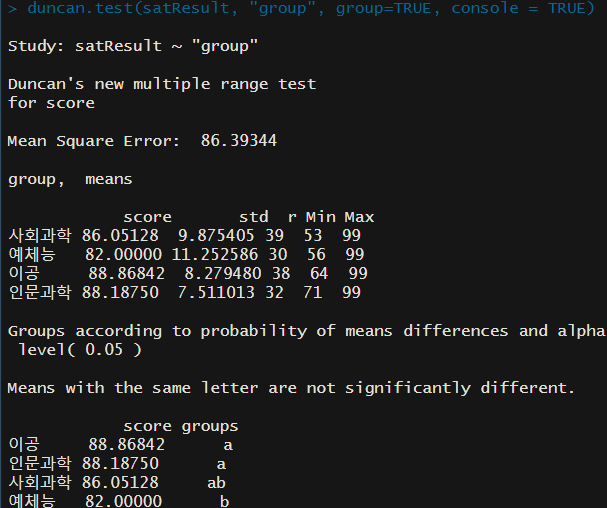 > duncan.test(satResult, "group", group=TRUE, console = TRUE)
Study: satResult ~ "group"
Duncan's new multiple range test
for score
Mean Square Error:  86.39344
group,  means
score std r Min Max
사회과학 86.05128 9.875405 39 53 99
예체능 82.00000 11.252586 30 56 99
이공 88.86842 8.279480 38 64 99
인문과학 88.18750 7.511013 32 71 99
Groups according to probability of means differences and alpha
level( 0.05 )
Means with the same letter are not significantly different.
score groups
이공 88.86842 a
인문과학 88.18750 a
사회과학 86.05128 ab
예체능 82.00000 b